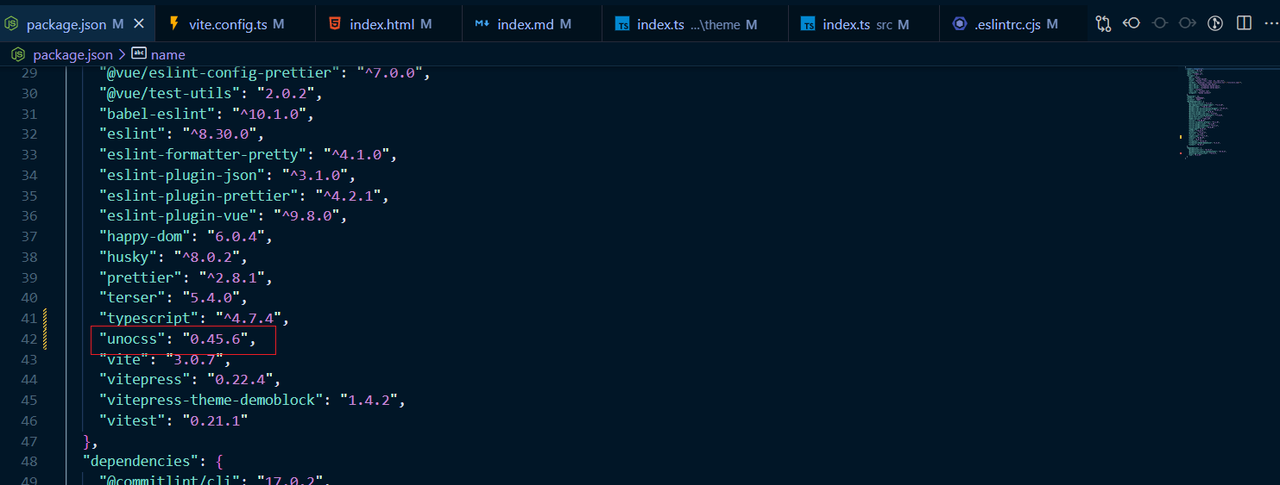 package.json M
vite.config.ts M
index.html M
index.md M
index.ts ...\theme M
index.ts src M
.eslintrc.cjs M
package.json > abc name
29 "@vue/eslint-config-prettier": "^7.0.0",
30 "@vue/test-utils": "2.0.2",
31 "babel-eslint": "^10.1.0",
32 "eslint": "^8.30.0",
33 "eslint-formatter-pretty": "^4.1.0",
34 "eslint-plugin-json": "^3.1.0",
35 "eslint-plugin-prettier": "^4.2.1",
36 "eslint-plugin-vue": "^9.8.0",
37 "happy-dom": "6.0.4",
38 "husky": "^8.0.2",
39 "prettier": "^2.8.1",
40 "terser": "5.4.0",
41 "typescript": "^4.7.4",
42 "unocss": "0.45.6",
43 "vite": "3.0.7",
44 "vitepress": "0.22.4",
45 "vitepress-theme-demoblock": "1.4.2",
46 "vitest": "0.21.1"
47 },
48 "dependencies": {
49 "@commitlint/cli": "17.0.2",